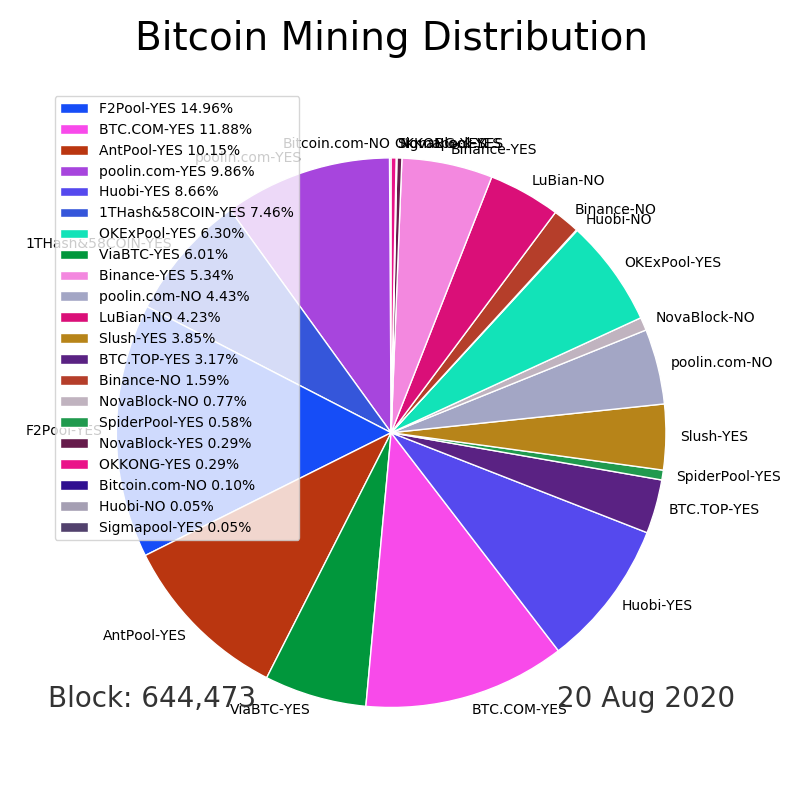 Bitcoin Mining Distribution
F2Pool-YES 14.96%
BTC.COM-YES 11.88%
AntPool-YES 10.15%
poolin.com-YES 9.86%
Huobi-YES 8.66%
1THash&58COIN-YES 7.46%
OKExPool-YES 6.30%
ViaBTC-YES 6.01%
Binance-YES 5.34%
poolin.com-NO 4.43%
LuBian-NO 4.23%
Slush-YES 3.85%
BTC.TOP-YES 3.17%
Binance-NO 1.59%
NovaBlock-NO 0.77%
SpiderPool-YES 0.58%
NovaBlock-YES 0.29%
OKKONG-YES 0.29%
Bitcoin.com-NO 0.10%
Huobi-NO 0.05%
Sigmapool-YES 0.05%
Bitcoin.com-NO
Binance-YES
poolin.com-YES
LuBian-NO
Binance-NO
Huobi-NO
1THash&58COIN-YES
OKExPool-YES
NovaBlock-NO
poolin.com-NO
F2Pool-YES
Slush-YES
SpiderPool-YES
BTC.TOP-YES
Huobi-YES
AntPool-YES
ViaBTC-YES
BTC.COM-YES
Block: 644,473
20 Aug 2020